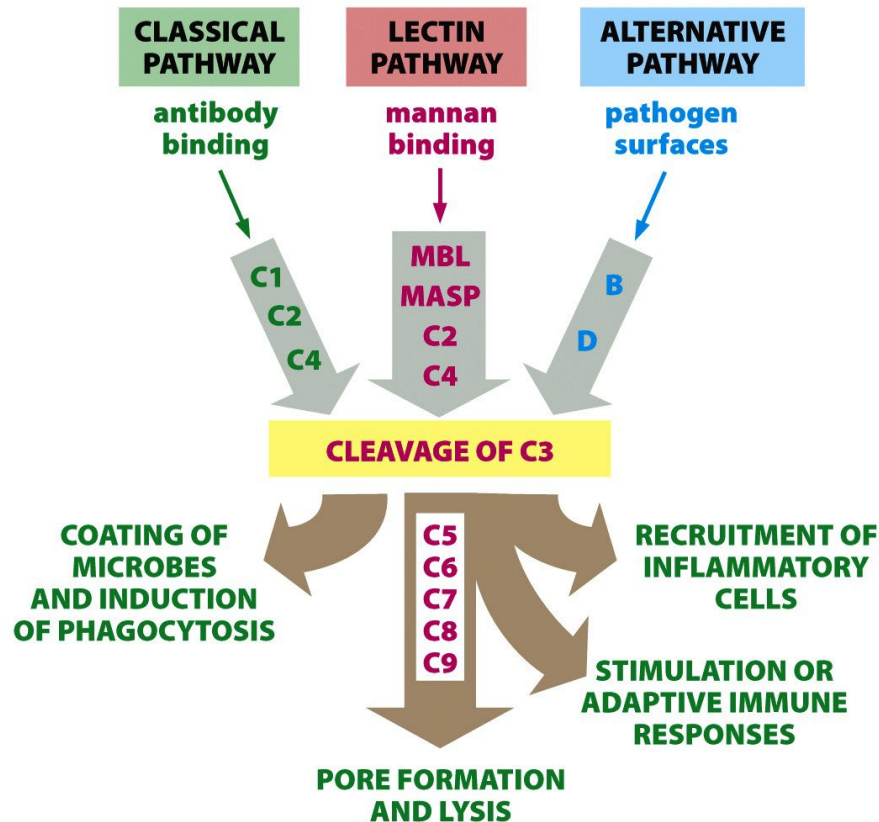 CLASSICAL
PATHWAY
LECTIN
PATHWAY
ALTERNATIVE
PATHWAY
antibody
binding
mannan
binding
pathogen
surfaces
C1
C2
C4
MBL
MASP
C2
C4
B
D
CLEAVAGE OF C3
COATING OF
MICROBES
AND INDUCTION
OF PHAGOCYTOSIS
C5
C6
C7
C8
C9
RECRUITMENT OF
INFLAMMATORY
CELLS
STIMULATION OR
ADAPTIVE IMMUNE
RESPONSES
PORE FORMATION
AND LYSIS